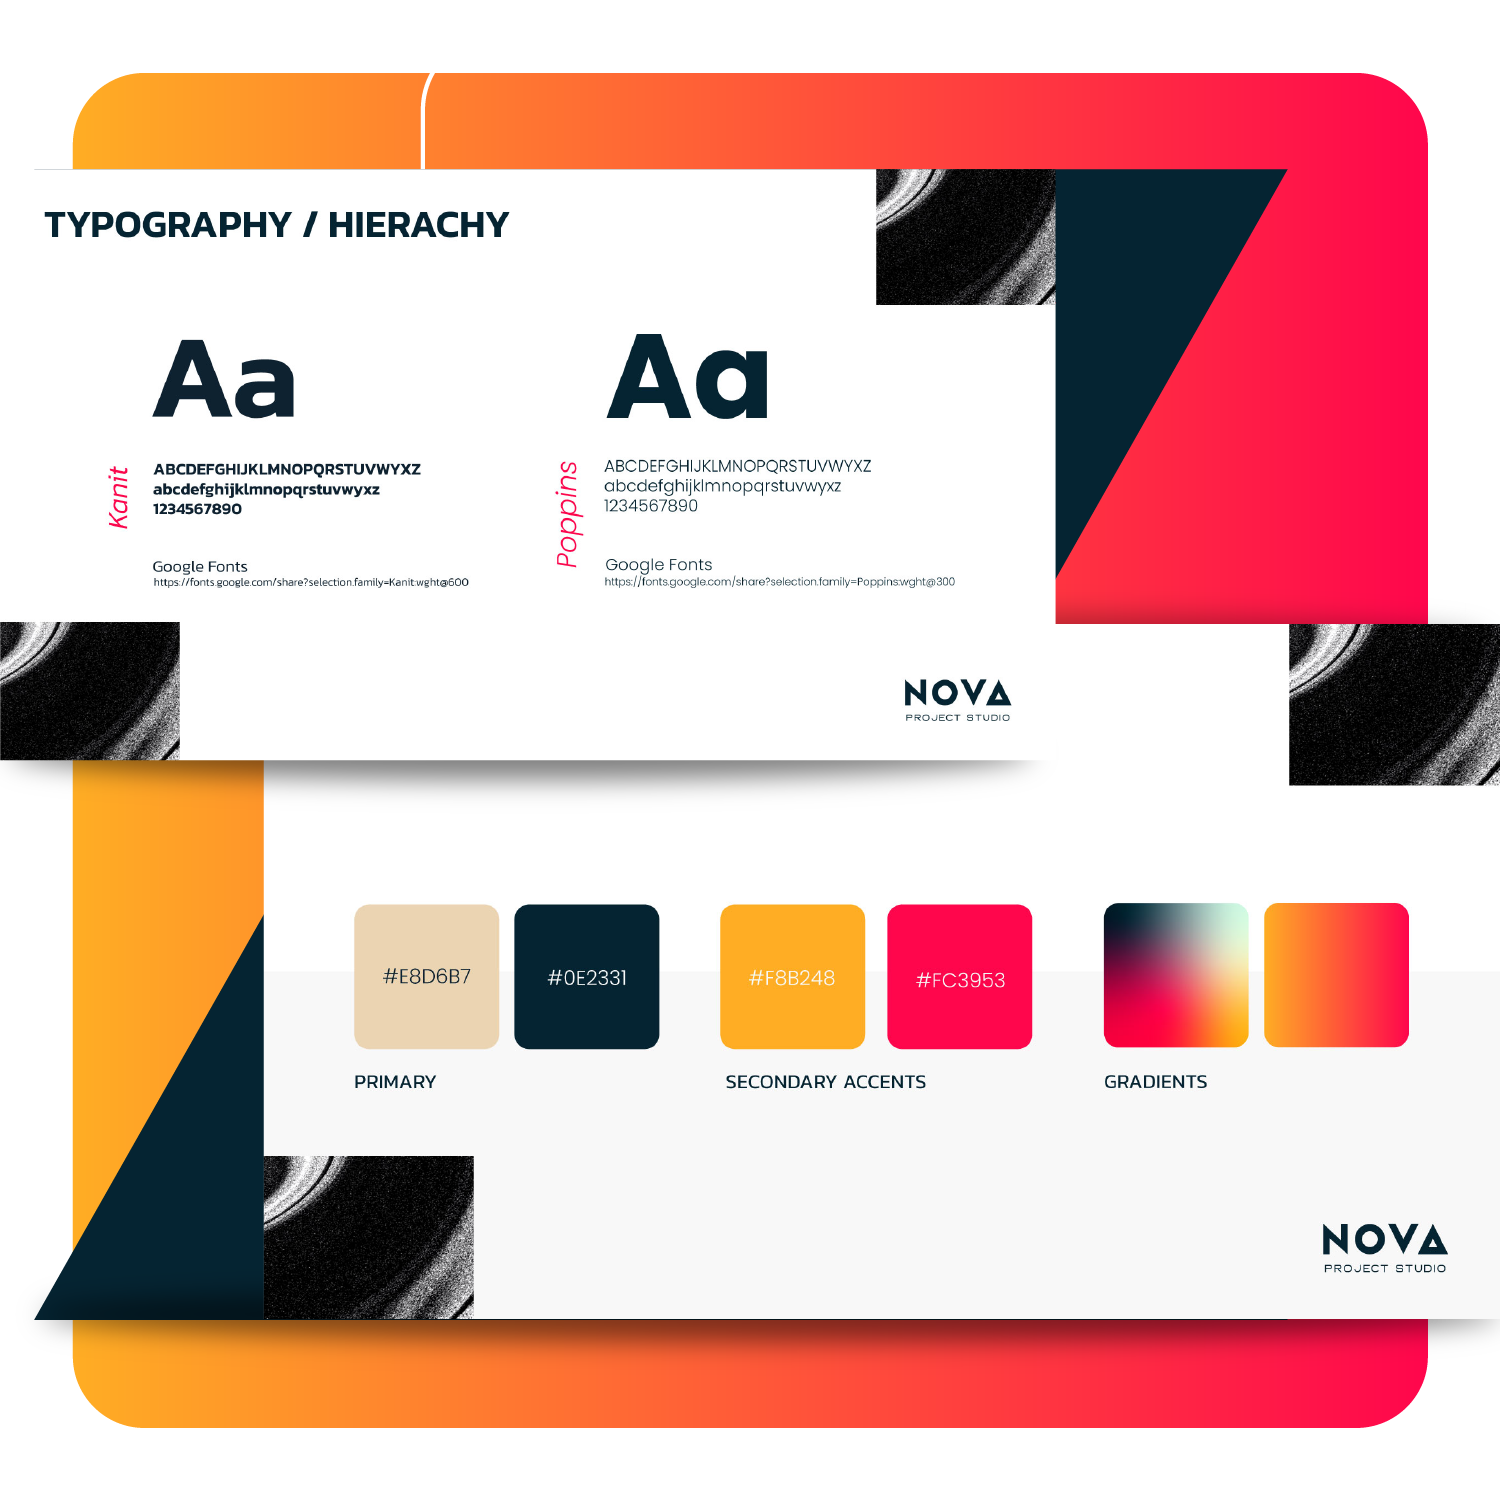 TYPOGRAPHY / HIERACHY
Aa
Kanit
ABCDEFGHIJKLMNOPQRSTUVWYXZ
abcdefghijklmnopqrstuvwyxz
1234567890
Google Fonts
https://fonts.google.com/share?selection.family=Kanit:wght@600
Aa
Poppins
ABCDEFGHIJKLMNOPQRSTUVWYXZ
abcdefghijklmnopqrstuvwyxz
1234567890
Google Fonts
https://fonts.google.com/share?selection.family=Poppins:wght@300
NOVA
PROJECT STUDIO
#E8D6B7
#0E2331
#F8B248
#FC3953
PRIMARY
SECONDARY ACCENTS
GRADIENTS
NOVA
PROJECT STUDIO